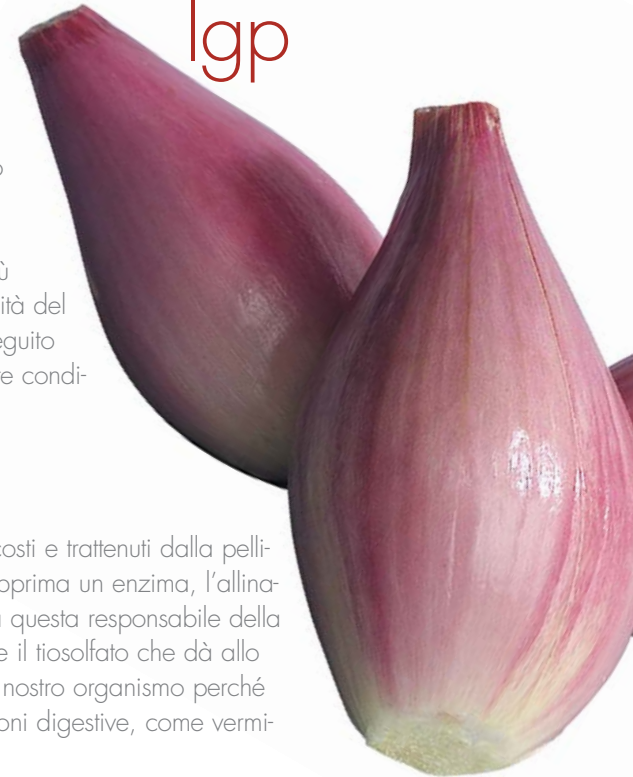 Igp
ù
ità del
eguito
e condi-
costi e trattenuti dalla pelli-
oprima un enzima, l'allina-
questa responsabile della
e il tiosolfato che dà allo
nostro organismo perché
oni digestive, come vermi-